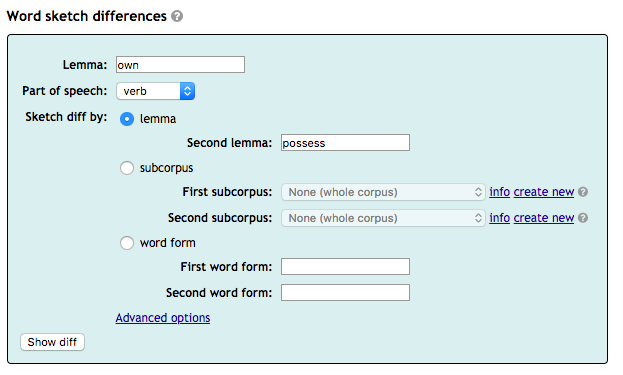 Word sketch differences ?
Lemma: own
Part of speech: verb
Sketch diff by: lemma
Second lemma: possess
subcorpus
First subcorpus: None (whole corpus) info create new ?
Second subcorpus: None (whole corpus) info create new ?
word form
First word form:
Second word form:
Advanced options
Show diff